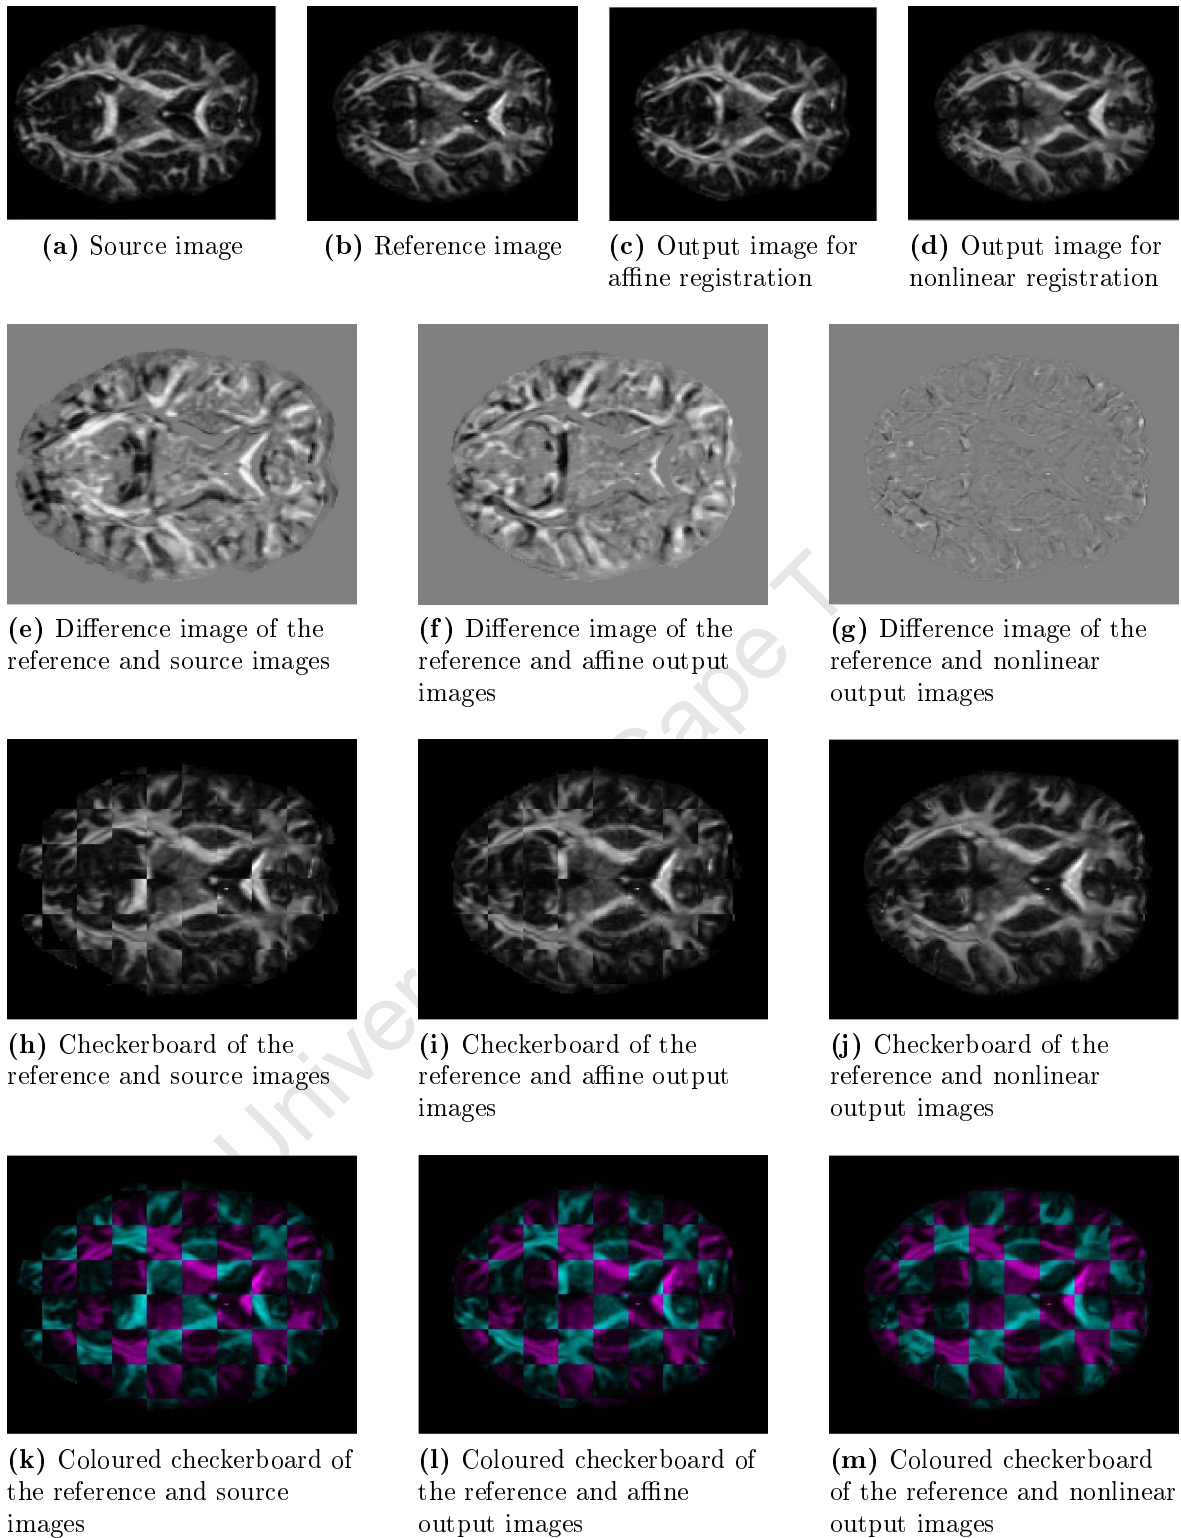 (a) Source image
(b) Reference image
(c) Output image for
affine registration
(d) Output image for
nonlinear registration
(e) Difference image of the
reference and source images
(f) Difference image of the
reference and affine output
images
(g) Difference image of the
reference and nonlinear
output images
(h) Checkerboard of the
reference and source images
(i) Checkerboard of the
reference and affine output
images
(j) Checkerboard of the
reference and nonlinear
output images
(k) Coloured checkerboard of
the reference and source
images
(l) Coloured checkerboard of
the reference and affine
output images
(m) Coloured checkerboard
of the reference and nonlinear
output images
Univer Cape T